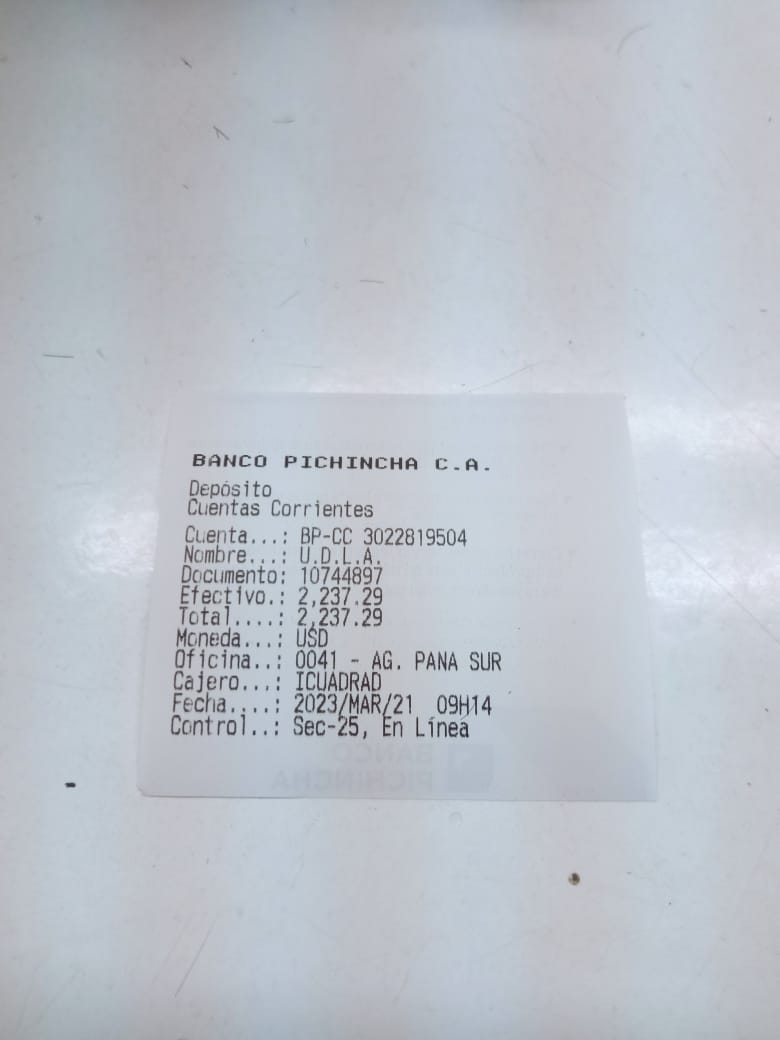 BANCO PICHINCHA C.A.
Depósito
Cuentas Corrientes
Cuenta...: BP-CC 3022819504
Nombre...: U.D.L.A.
Documento: 10744897
Efectivo.: 2,237.29
Total....: 2,237.29
Moneda...: USD
Oficina..: 0041 - AG. PANA SUR
Cajero...: ICUADRAD
Fecha....: 2023/MAR/21 09H14
Control..: Sec-25, En Línea
BANCO
PICHINCHA